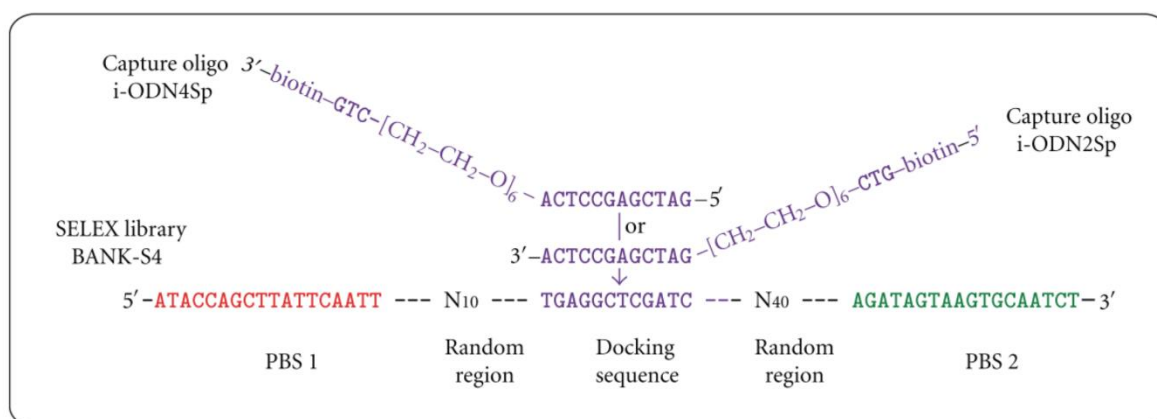 Capture oligo
i-ODN4Sp
3′–biotin–GTC–[CH2–CH2–O]6–ACTCCGAGCTAG–5′
Capture oligo
i-ODN2Sp
or
3′–ACTCCGAGCTAG–[CH2–CH2–O]6–CTG–biotin–5′
SELEX library
BANK-S4
5′–ATACCAGCTTATTCAATT --- N10 --- TGAGGCTCGATC --- N40 --- AGATAGTAAGTGCAATCT–3′
PBS 1 Random region Docking sequence Random region PBS 2